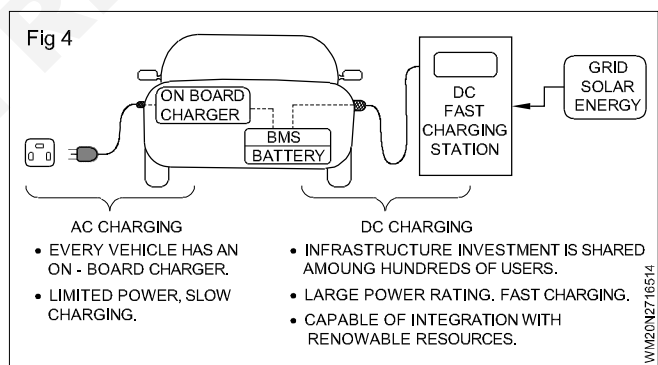 Fig 4
ON BOARD
CHARGER
BMS
BATTERY
DC
FAST
CHARGING
STATION
GRID
SOLAR
ENERGY
AC CHARGING
• EVERY VEHICLE HAS AN
ON - BOARD CHARGER.
• LIMITED POWER, SLOW
CHARGING.
DC CHARGING
• INFRASTRUCTURE INVESTMENT IS SHARED
AMOUNG HUNDREDS OF USERS.
• LARGE POWER RATING. FAST CHARGING.
• CAPABLE OF INTEGRATION WITH
RENOWABLE RESOURCES.
WM20N2716514